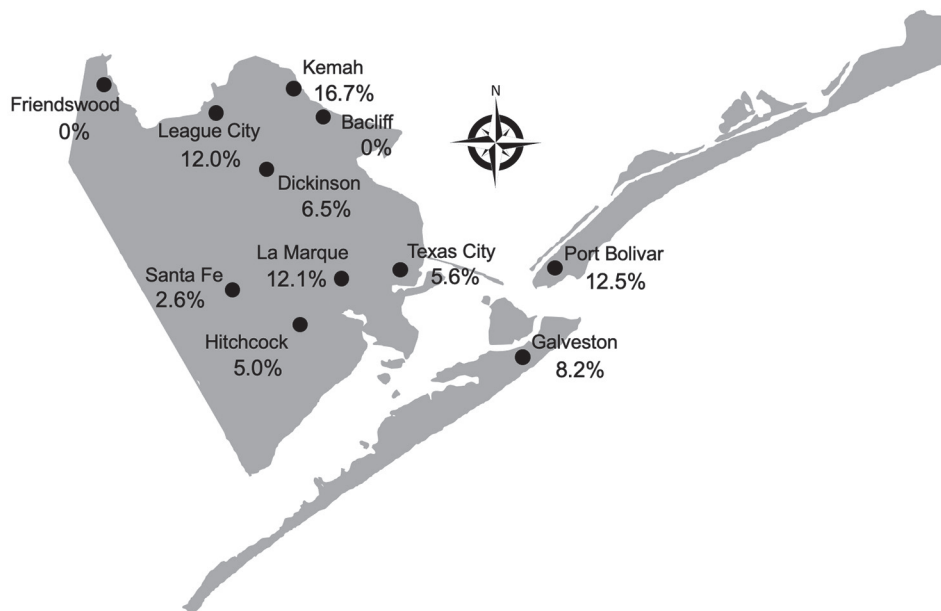 Kemah
16.7%
N
Friendswood
0%
League City
12.0%
Bacliff
0%
Dickinson
6.5%
La Marque
12.1%
Texas City
5.6%
Port Bolivar
12.5%
Santa Fe
2.6%
Hitchcock
5.0%
Galveston
8.2%